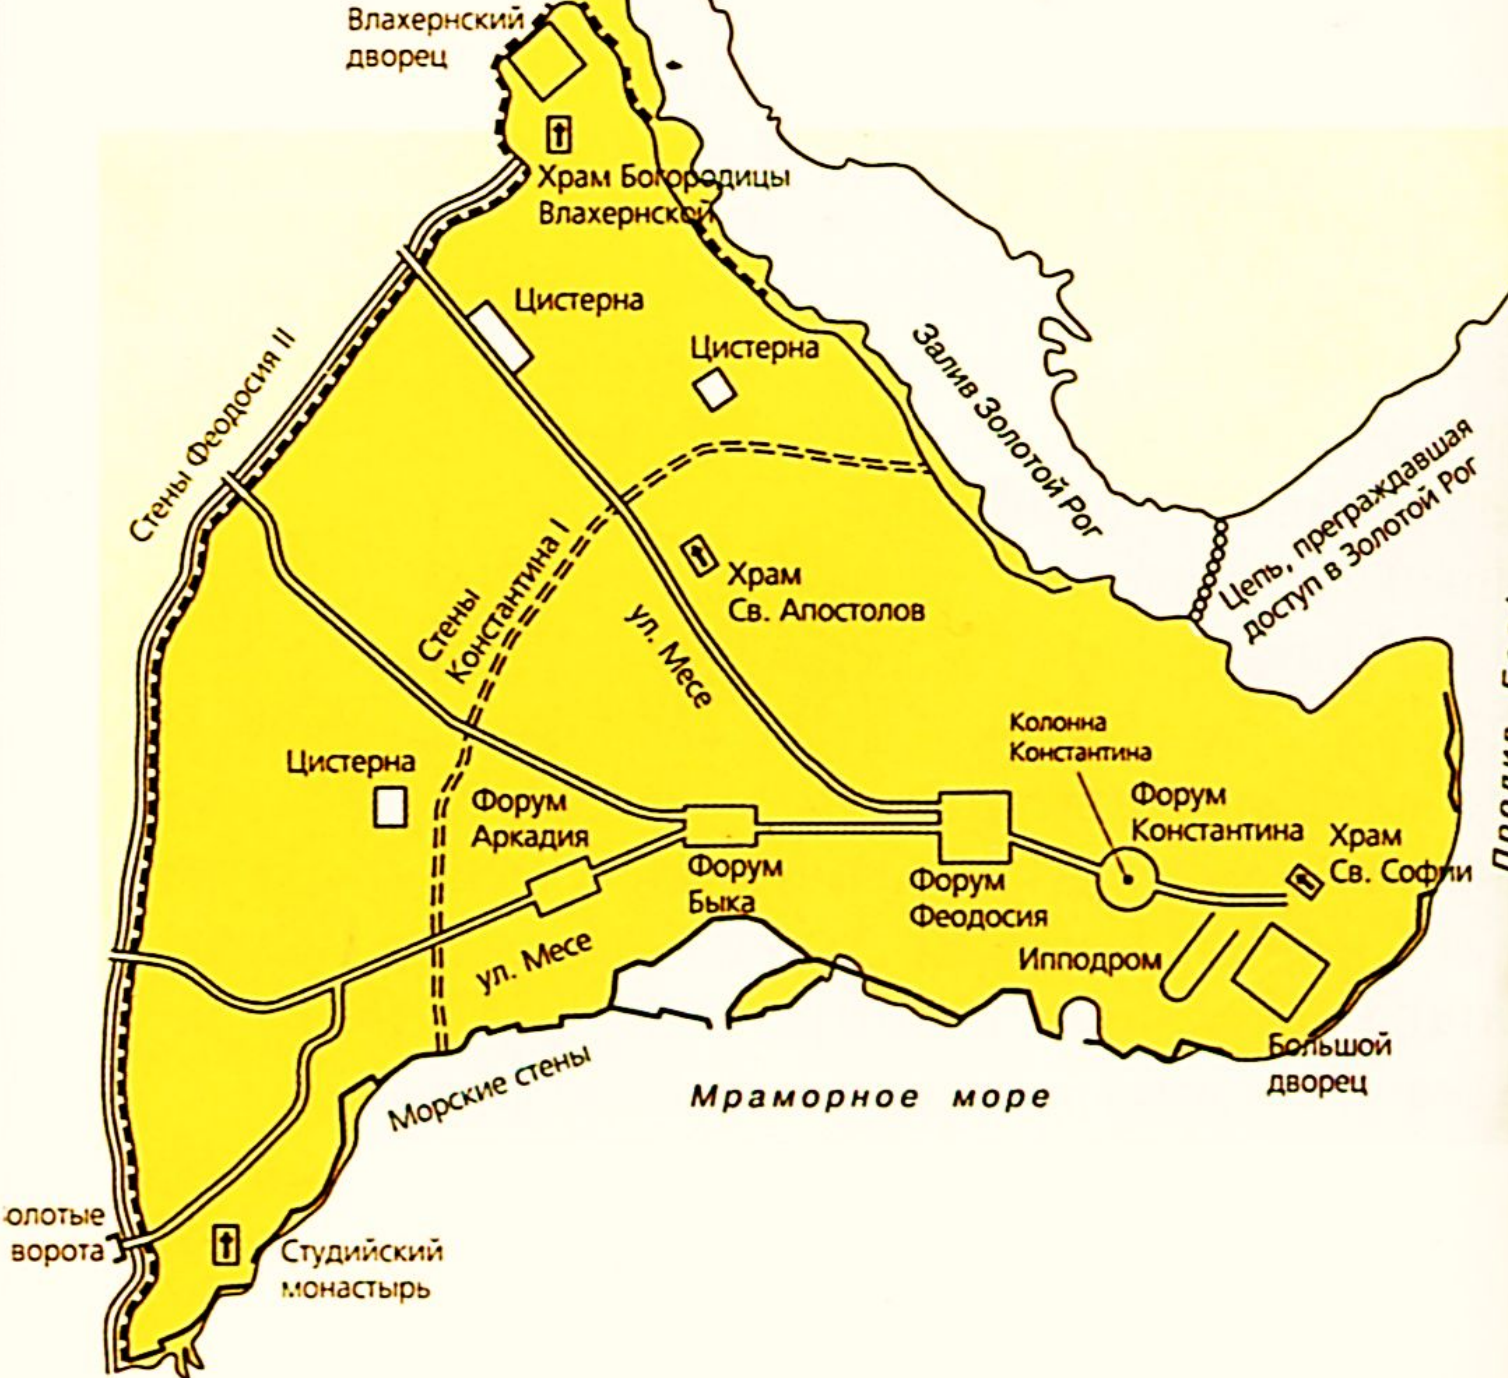 Влахернский
дворец
Храм Богородицы
Влахернской
Цистерна
Цистерна
Стены Феодосия II
Залив Золотой Рог
Цепь, преграждавшая
доступ в Золотой Рог
Стены
Константина I
Храм
Св. Апостолов
ул. Месе
Колонна
Константина
Цистерна
Форум
Аркадия
Форум
Константина
Храм
Св. Софии
Форум
Быка
Форум
Феодосия
ул. Месе
Ипподром
Большой
дворец
Морские стены
Мраморное море
олотые
ворота
Студийский
монастырь